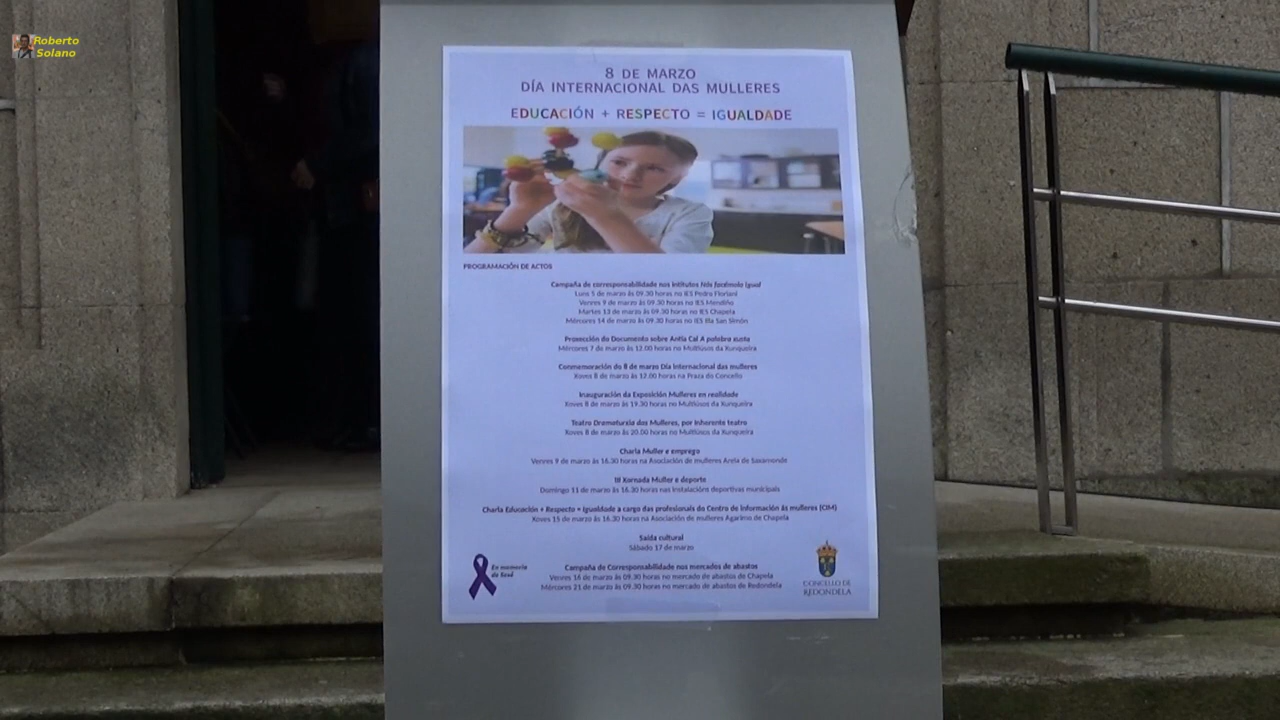 Roberto
Solano
8 DE MARZO
DÍA INTERNACIONAL DAS MULLERES
EDUCACIÓN + RESPECTO = IGUALDADE
PROGRAMACIÓN DE ACTOS
Campaña de corresponsabilidade nos intitutos Nós facémolo igual
Luns 5 de marzo ás 09.30 horas no IES Pedro Floriani
Venres 9 de marzo ás 09.30 horas no IES Mendiño
Martes 13 de marzo ás 09.30 horas no IES Chapela
Mércores 14 de marzo ás 09.30 horas no IES Illa San Simón
Proxección do Documento sobre Antía Cal A palabra xusta
Mércores 7 de marzo ás 12.00 horas no Multiúsos da Xunqueira
Conmemoración do 8 de marzo Día Internacional das mulleres
Xoves 8 de marzo ás 12.00 horas na Praza do Concello
Inauguración da Exposición Mulleres en realidade
Xoves 8 de marzo ás 19.30 horas no Multiúsos da Xunqueira
Teatro Dramaturxia das Mulleres, por Inherente teatro
Xoves 8 de marzo ás 20.00 horas no Multiúsos da Xunqueira
Charla Muller e emprego
Venres 9 de marzo ás 16.30 horas na Asociación de mulleres Arela de Saxamonde
III Xornada Muller e deporte
Domingo 11 de marzo ás 16.30 horas nas instalacións deportivas municipais
Charla Educación + Respecto = Igualdade a cargo das profesionais do Centro de Información ás mulleres (CIM)
Xoves 15 de marzo ás 16.30 horas na Asociación de mulleres Agarimo de Chapela
Saída cultural
Sábado 17 de marzo
Campaña de Corresponsabilidade nos mercados de abastos
Venres 16 de marzo ás 09.30 horas no mercado de abastos de Chapela
Mércores 21 de marzo ás 09.30 horas no mercado de abastos de Redondela
En memoria
de Sesé
CONCELLO DE
REDONDELA